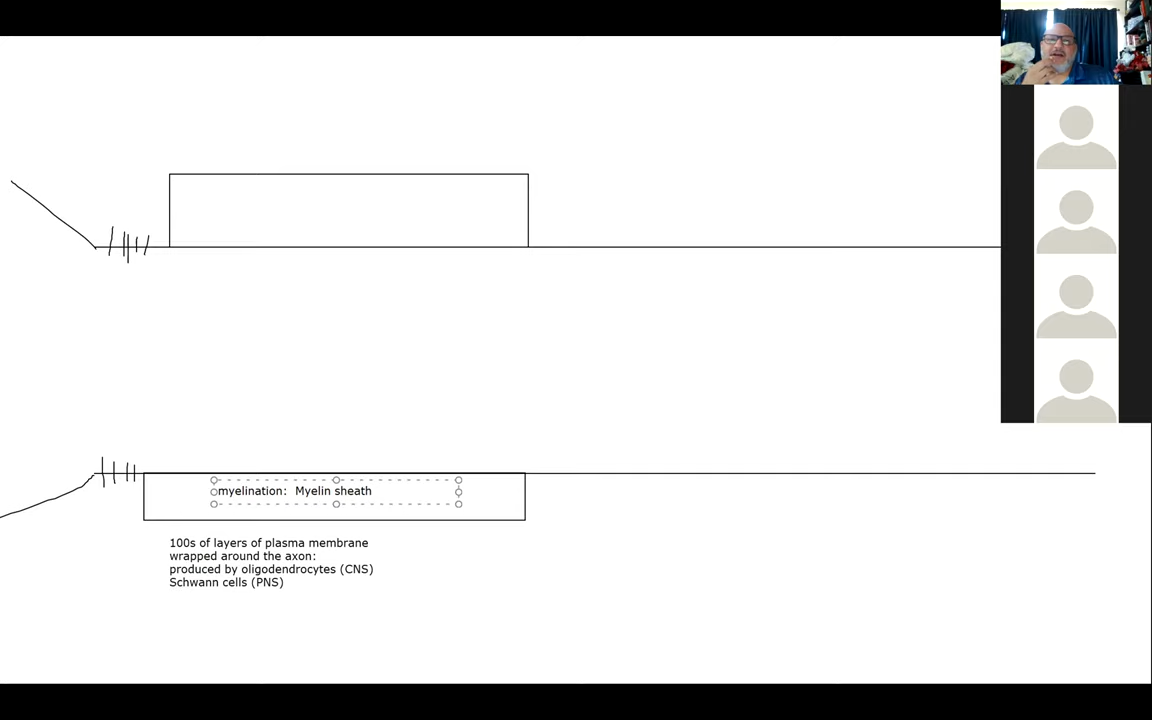 myelination:  Myelin sheath
100s of layers of plasma membrane
wrapped around the axon:
produced by oligodendrocytes (CNS)
Schwann cells (PNS)